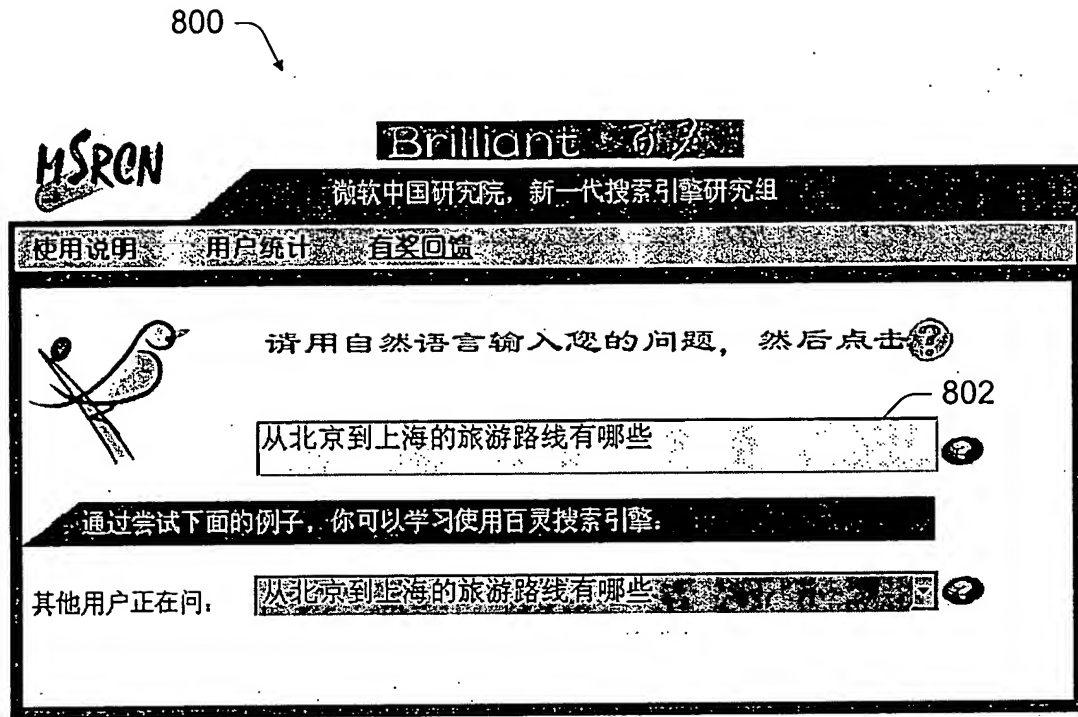 800
MSRCN
Brilliant 百灵
微软中国研究院，新一代搜索引擎研究组
使用说明 用户统计 有奖回馈
请用自然语言输入您的问题，然后点击
802
从北京到上海的旅游路线有哪些
通过尝试下面的例子，你可以学习使用百灵搜索引擎：
其他用户正在问： 从北京到上海的旅游路线有哪些